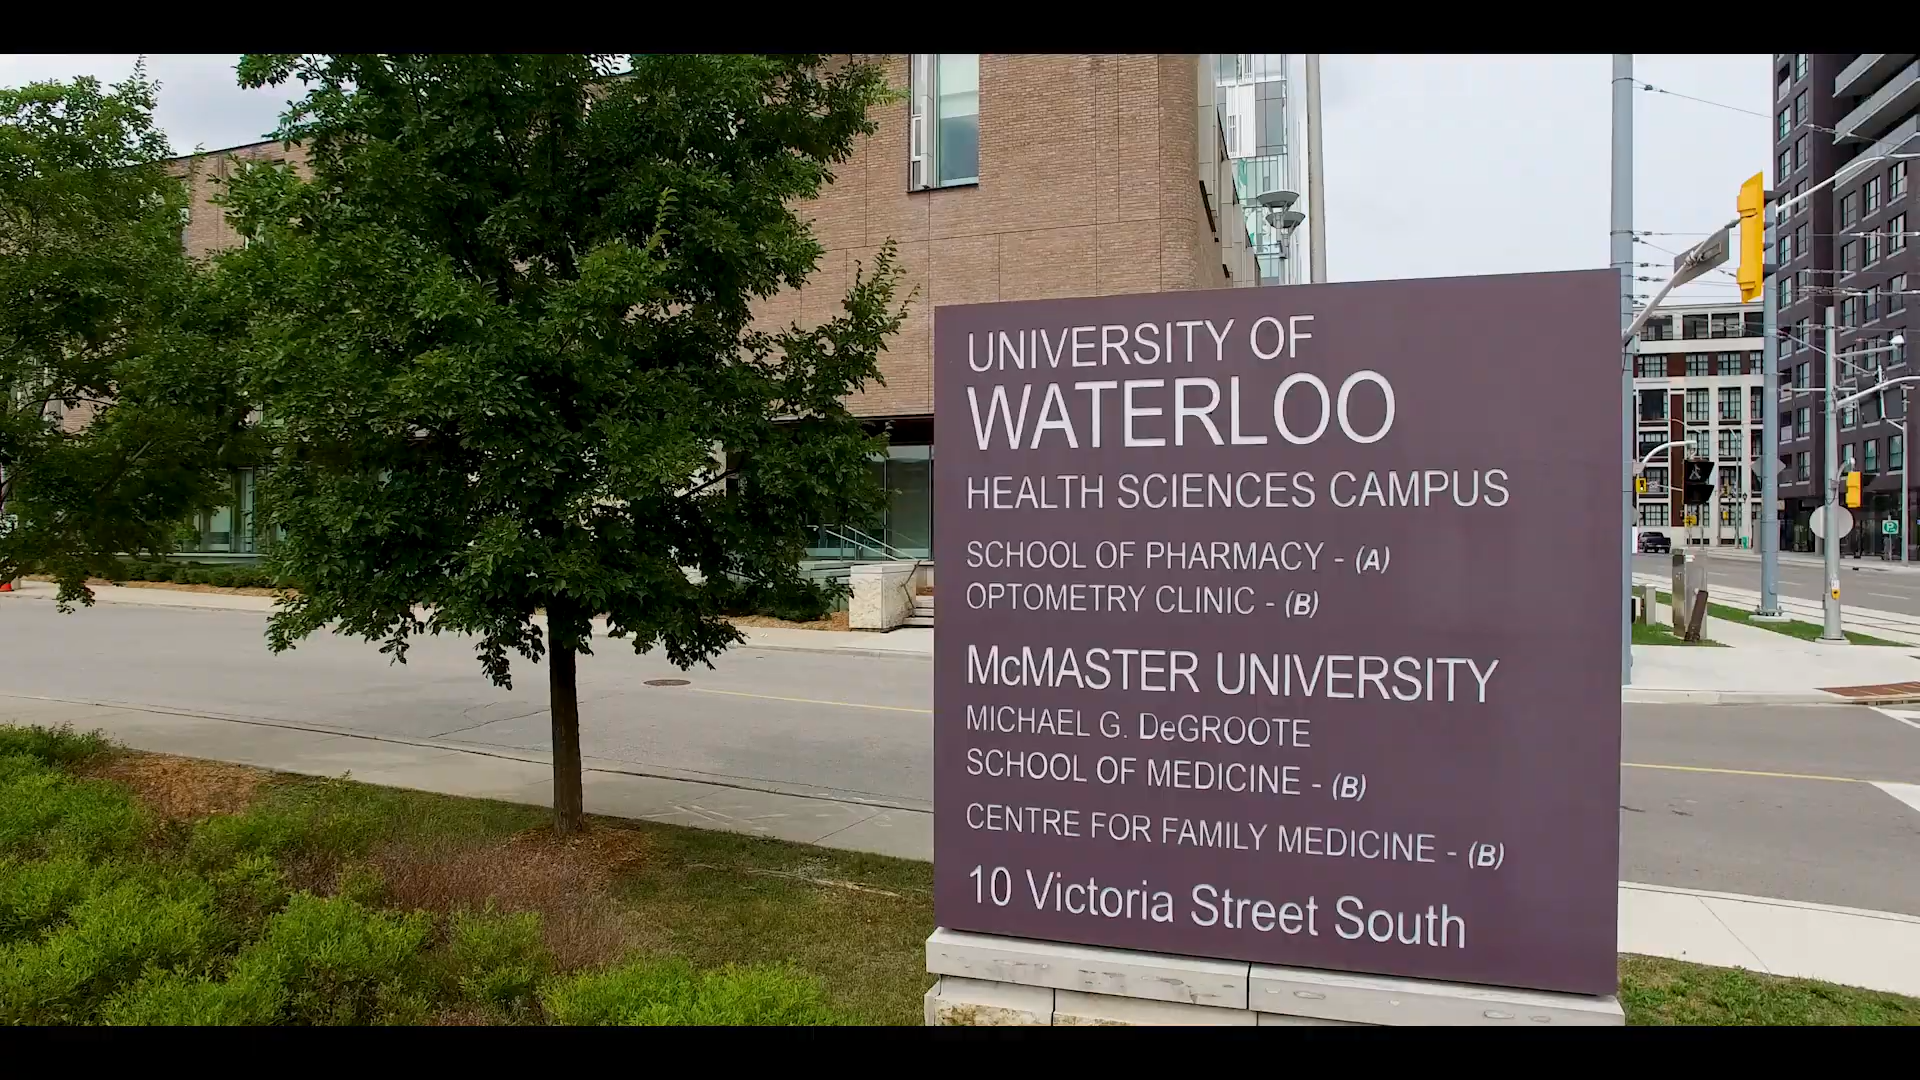 UNIVERSITY OF
WATERLOO
HEALTH SCIENCES CAMPUS
SCHOOL OF PHARMACY - (A)
OPTOMETRY CLINIC - (B)
McMASTER UNIVERSITY
MICHAEL G. DeGROOTE
SCHOOL OF MEDICINE - (B)
CENTRE FOR FAMILY MEDICINE - (B)
10 Victoria Street South